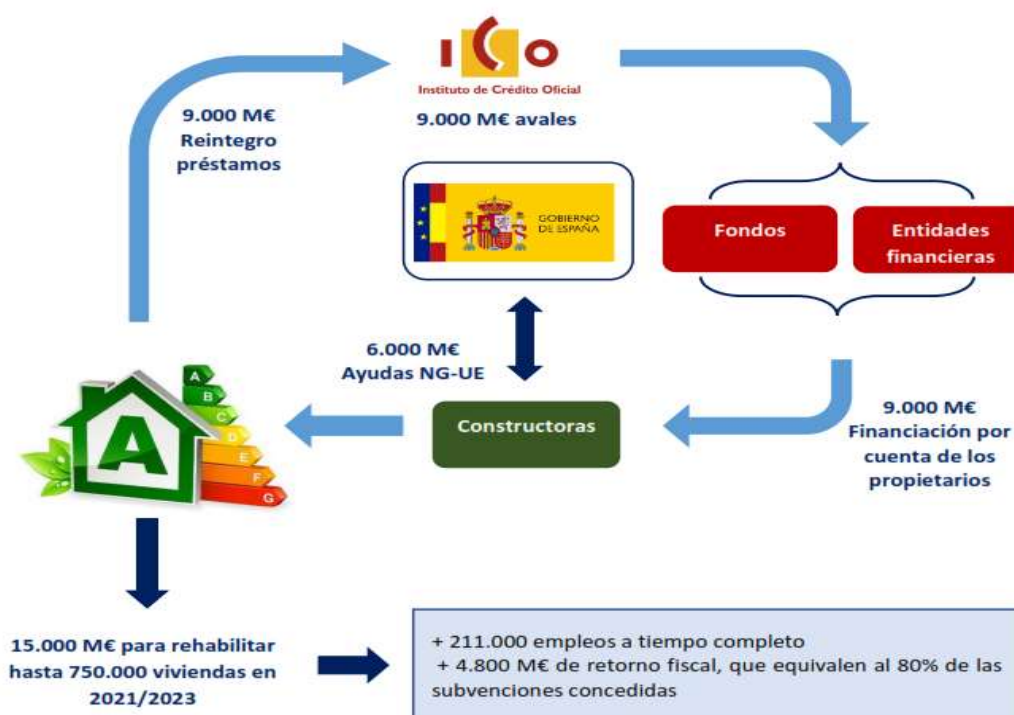 ICO
Instituto de Crédito Oficial
9.000 M€ avales
9.000 M€
Reintegro
préstamos
GOBIERNO
DE ESPAÑA
Fondos
Entidades
financieras
6.000 M€
Ayudas NG-UE
Constructoras
9.000 M€
Financiación por
cuenta de los
propietarios
A
A
B
C
D
E
F
G
15.000 M€ para rehabilitar
hasta 750.000 viviendas en
2021/2023
+ 211.000 empleos a tiempo completo
+ 4.800 M€ de retorno fiscal, que equivalen al 80% de las
subvenciones concedidas